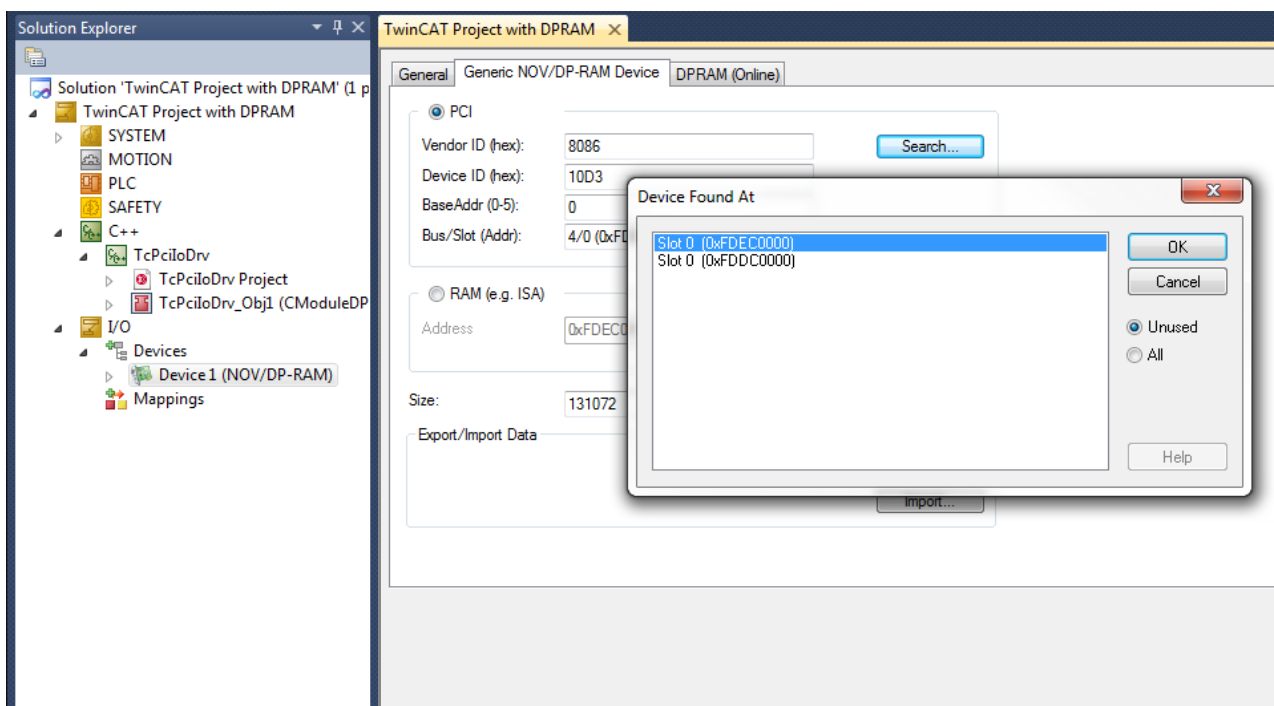 Solution Explorer
Solution 'TwinCAT Project with DPRAM' (1 p
TwinCAT Project with DPRAM
SYSTEM
MOTION
PLC
SAFETY
C++
TcPciIoDrv
TcPciIoDrv Project
TcPciIoDrv_Obj1 (CModuleDP
I/O
Devices
Device 1 (NOV/DP-RAM)
Mappings
TwinCAT Project with DPRAM
General Generic NOV/DP-RAM Device DPRAM (Online)
PCI
Vendor ID (hex): 8086 Search...
Device ID (hex): 10D3
BaseAddr (0-5): 0
Bus/Slot (Addr): 4/0 (0xFD
RAM (e.g. ISA)
Address 0xFDEC0
Size: 131072
Export/Import Data
Import...
Device Found At
Slot 0 (0xFDEC0000)
Slot 0 (0xFDDC0000)
OK
Cancel
Unused
All
Help